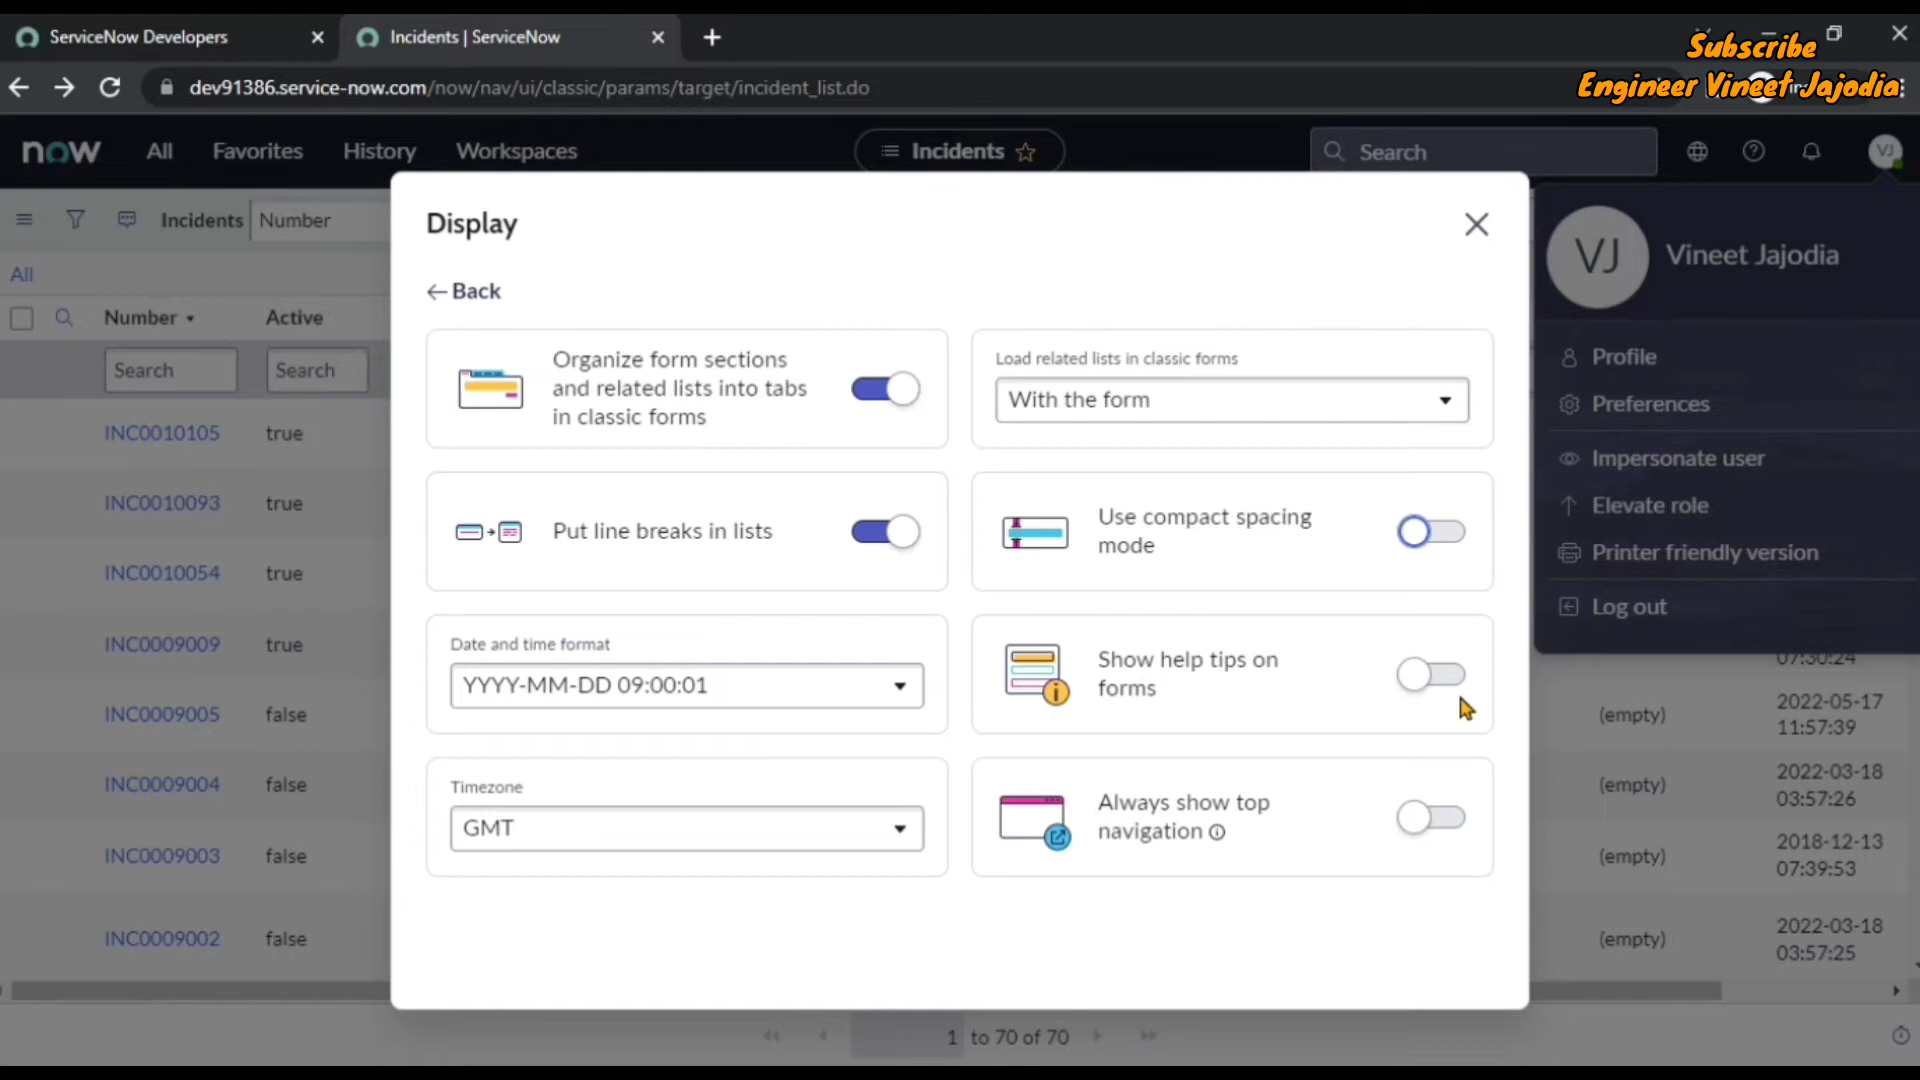 ServiceNow Developers
Incidents | ServiceNow
Subscribe
Engineer Vineet Jajodia
dev91386.service-now.com/now/nav/ui/classic/params/target/incident_list.do
now
All
Favorites
History
Workspaces
Incidents
Search
VJ
Incidents
Number
All
Number
Active
Search
Search
INC0010105
true
INC0010093
true
INC0010054
true
INC0009009
true
INC0009005
false
INC0009004
false
INC0009003
false
INC0009002
false
Display
Back
Organize form sections
and related lists into tabs
in classic forms
Load related lists in classic forms
With the form
Put line breaks in lists
Use compact spacing
mode
Date and time format
YYYY-MM-DD 09:00:01
Show help tips on
forms
Timezone
GMT
Always show top
navigation
VJ
Vineet Jajodia
Profile
Preferences
Impersonate user
Elevate role
Printer friendly version
Log out
07:30:24
(empty)
2022-05-17
11:57:39
(empty)
2022-03-18
03:57:26
(empty)
2018-12-13
07:39:53
(empty)
2022-03-18
03:57:25
1 to 70 of 70